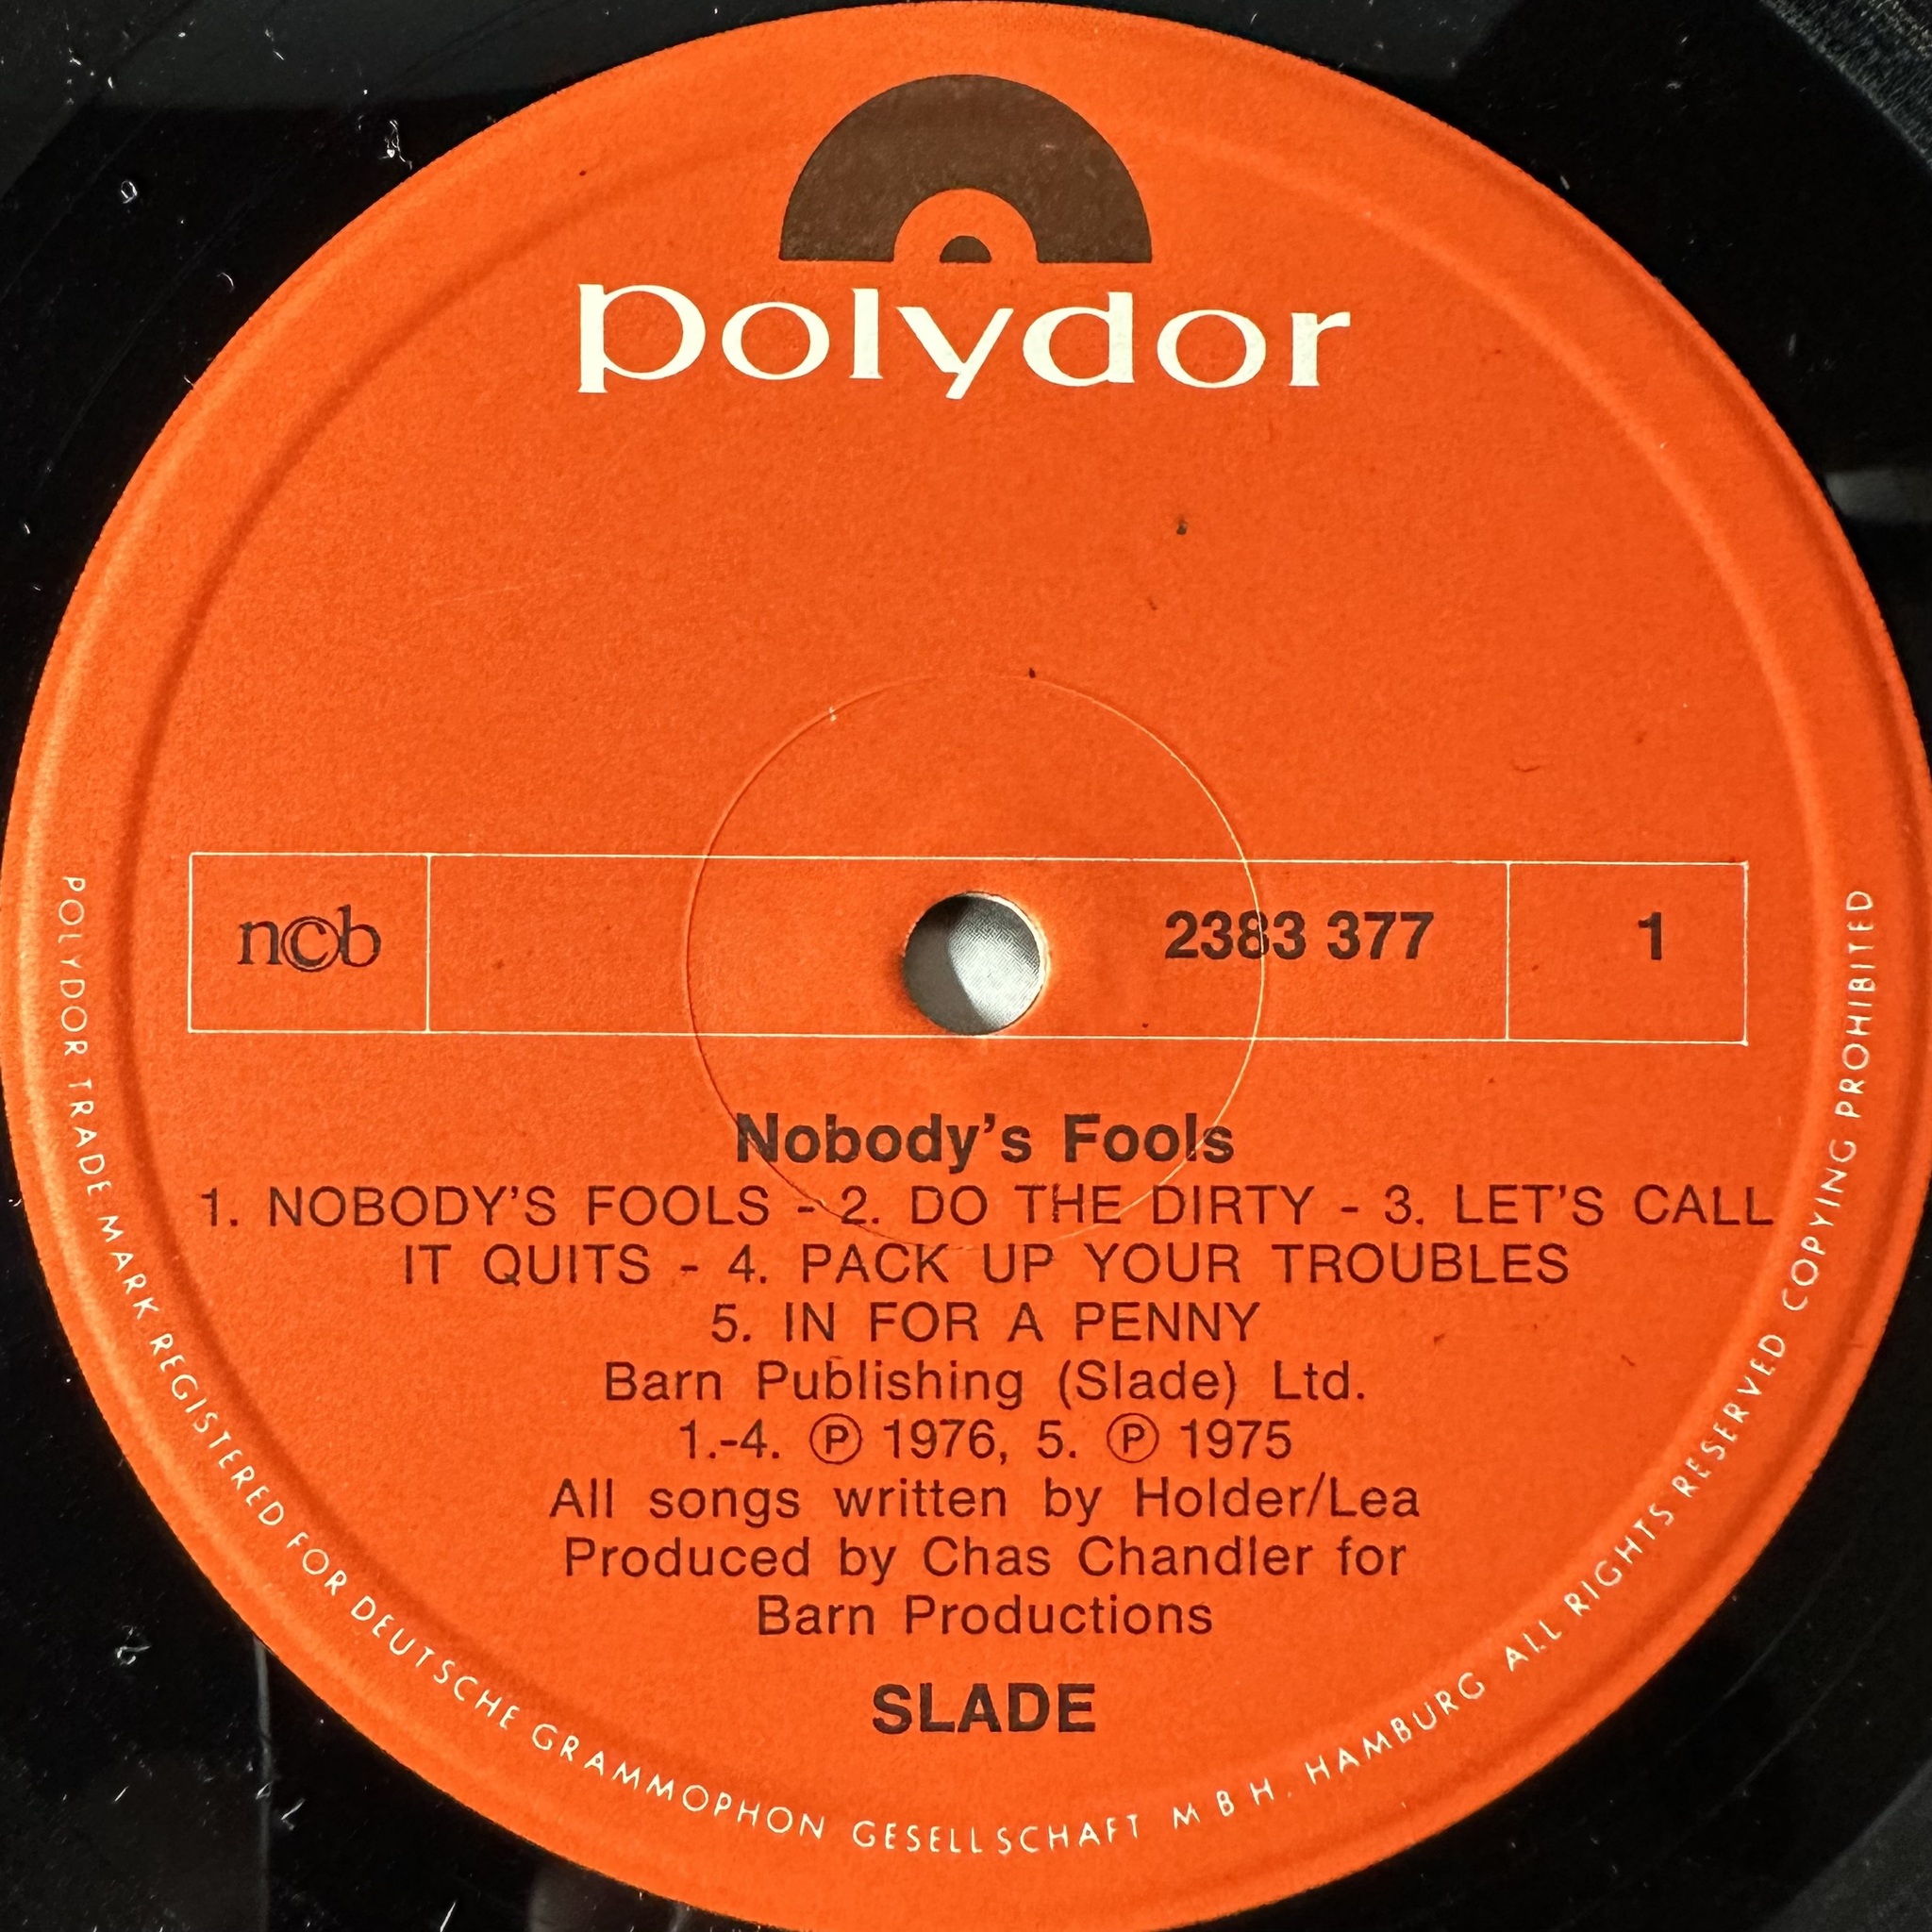 polydor
n©b
2383 377
1
Nobody's Fools
1. NOBODY'S FOOLS - 2. DO THE DIRTY - 3. LET'S CALL
IT QUITS - 4. PACK UP YOUR TROUBLES
5. IN FOR A PENNY
Barn Publishing (Slade) Ltd.
1.-4. Ⓟ 1976, 5. Ⓟ 1975
All songs written by Holder/Lea
Produced by Chas Chandler for
Barn Productions
SLADE
POLYDOR TRADE MARK REGISTERED FOR DEUTSCHE GRAMMOPHON GESELLSCHAFT M B H. HAMBURG ALL RIGHTS RESERVED COPYING PROHIBITED